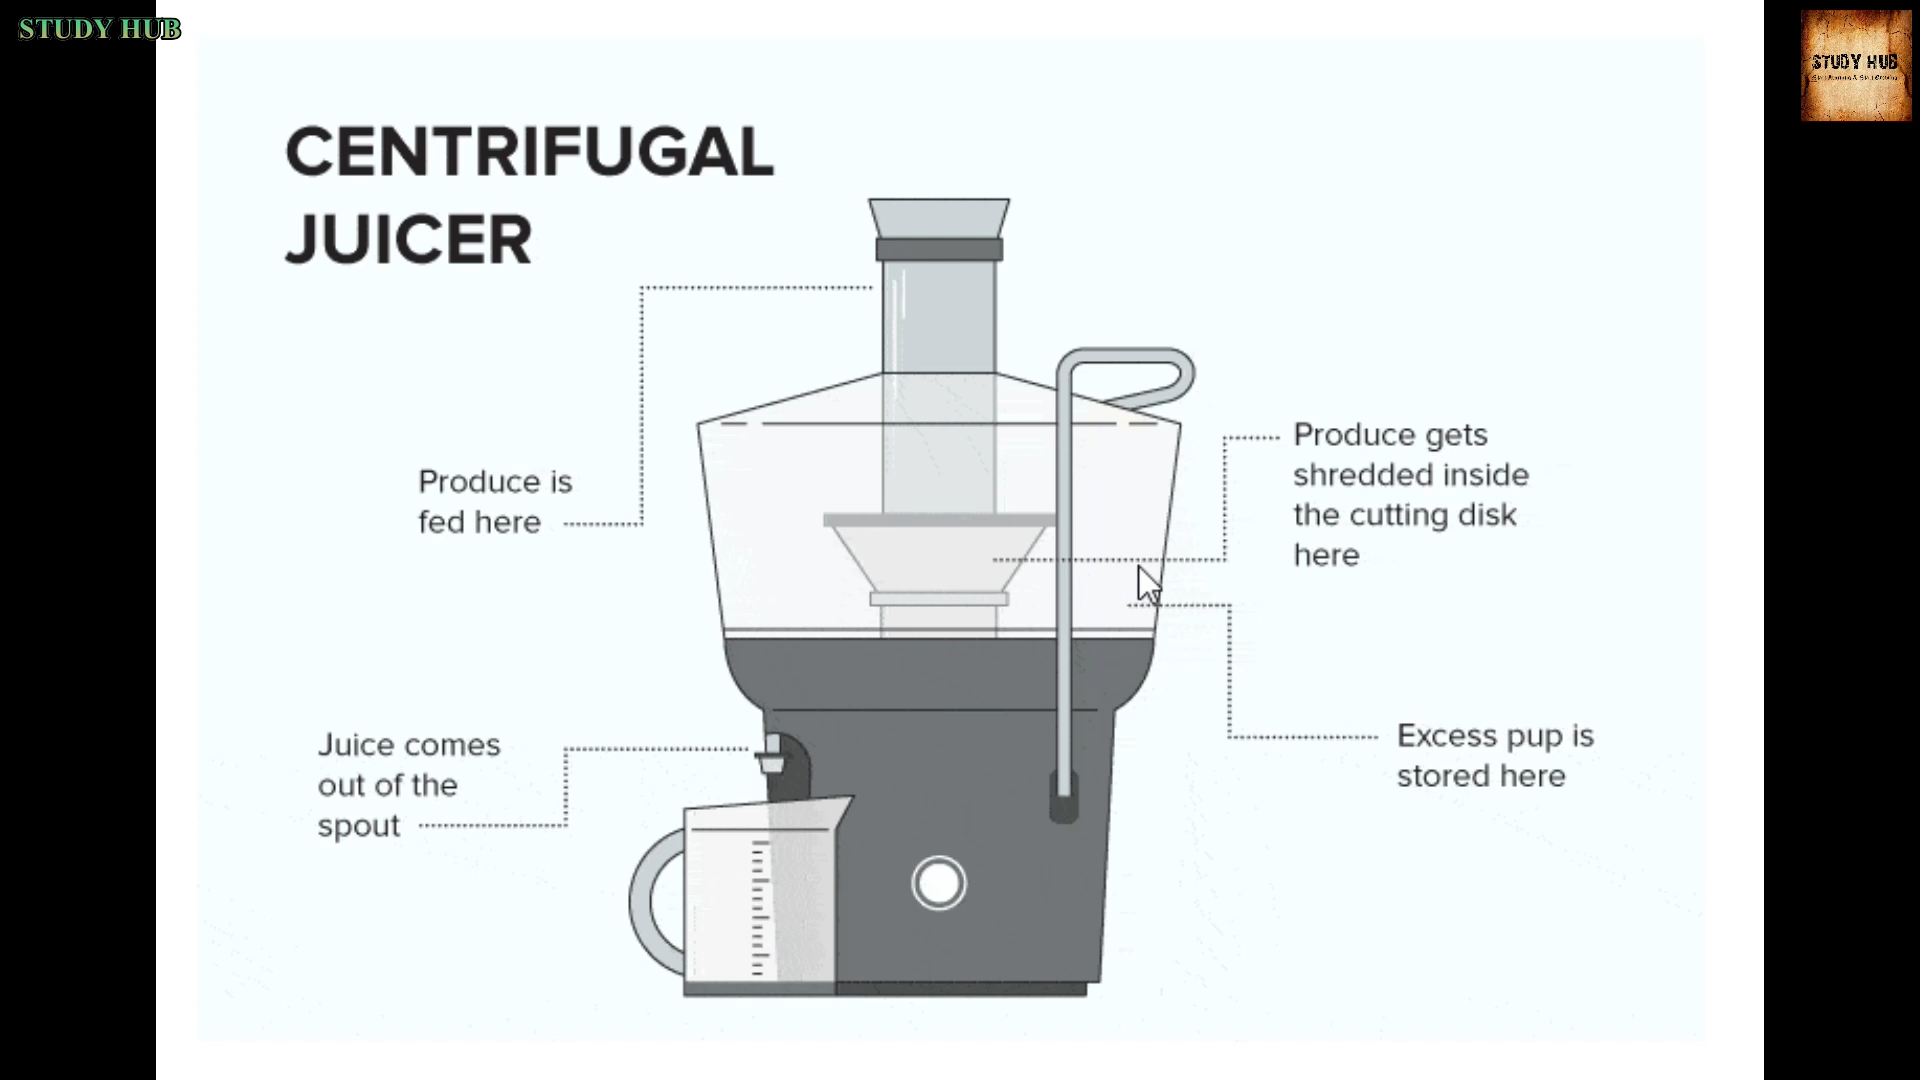 STUDY HUB
STUDY HUB
CENTRIFUGAL
JUICER
Produce is
fed here
Produce gets
shredded inside
the cutting disk
here
Juice comes
out of the
spout
Excess pup is
stored here